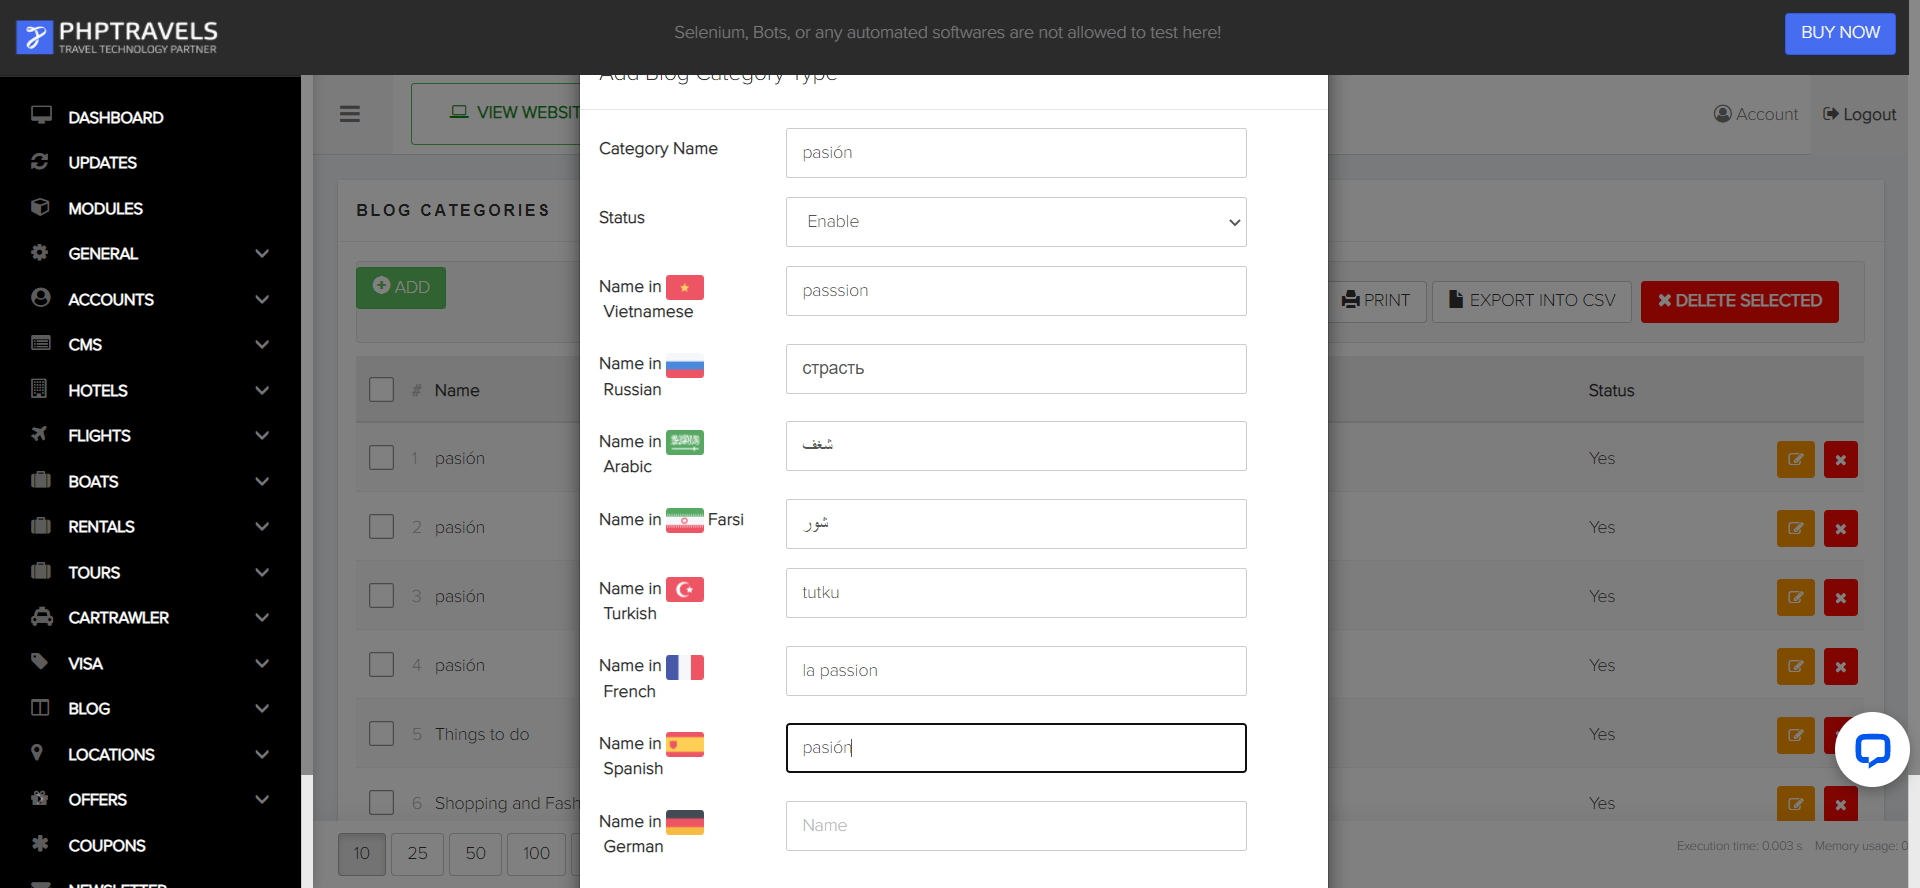 PHPTRAVELS
TRAVEL TECHNOLOGY PARTNER
Selenium, Bots, or any automated softwares are not allowed to test here!
BUY NOW
DASHBOARD
UPDATES
MODULES
GENERAL
ACCOUNTS
CMS
HOTELS
FLIGHTS
BOATS
RENTALS
TOURS
CARTRAWLER
VISA
BLOG
LOCATIONS
OFFERS
COUPONS
NEWSLETTER
VIEW WEBSIT
Account
Logout
BLOG CATEGORIES
ADD
PRINT
EXPORT INTO CSV
DELETE SELECTED
# Name
Status
1 pasión
Yes
2 pasión
Yes
3 pasión
Yes
4 pasión
Yes
5 Things to do
Yes
6 Shopping and Fash
Yes
10 25 50 100
Execution time: 0.003 s
Memory usage: 0
Add Blog Category Type
Category Name
pasión
Status
Enable
Name in
Vietnamese
passsion
Name in
Russian
страсть
Name in
Arabic
شغف
Name in Farsi
شور
Name in
Turkish
tutku
Name in
French
la passion
Name in
Spanish
pasión
Name in
German
Name